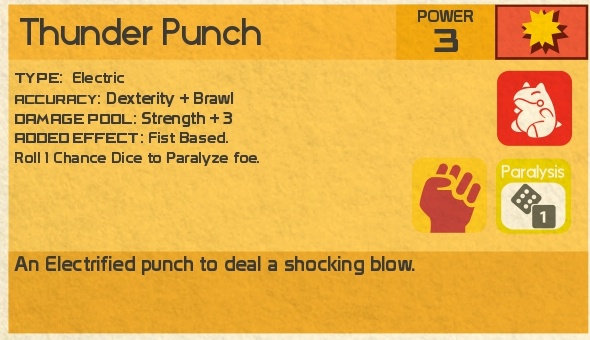 Thunder Punch
POWER
3
TYPE: Electric
ACCURACY: Dexterity + Brawl
DAMAGE POOL: Strength + 3
ADDED EFFECT: Fist Based.
Roll 1 Chance Dice to Paralyze foe.
Paralysis
1
An Electrified punch to deal a shocking blow.